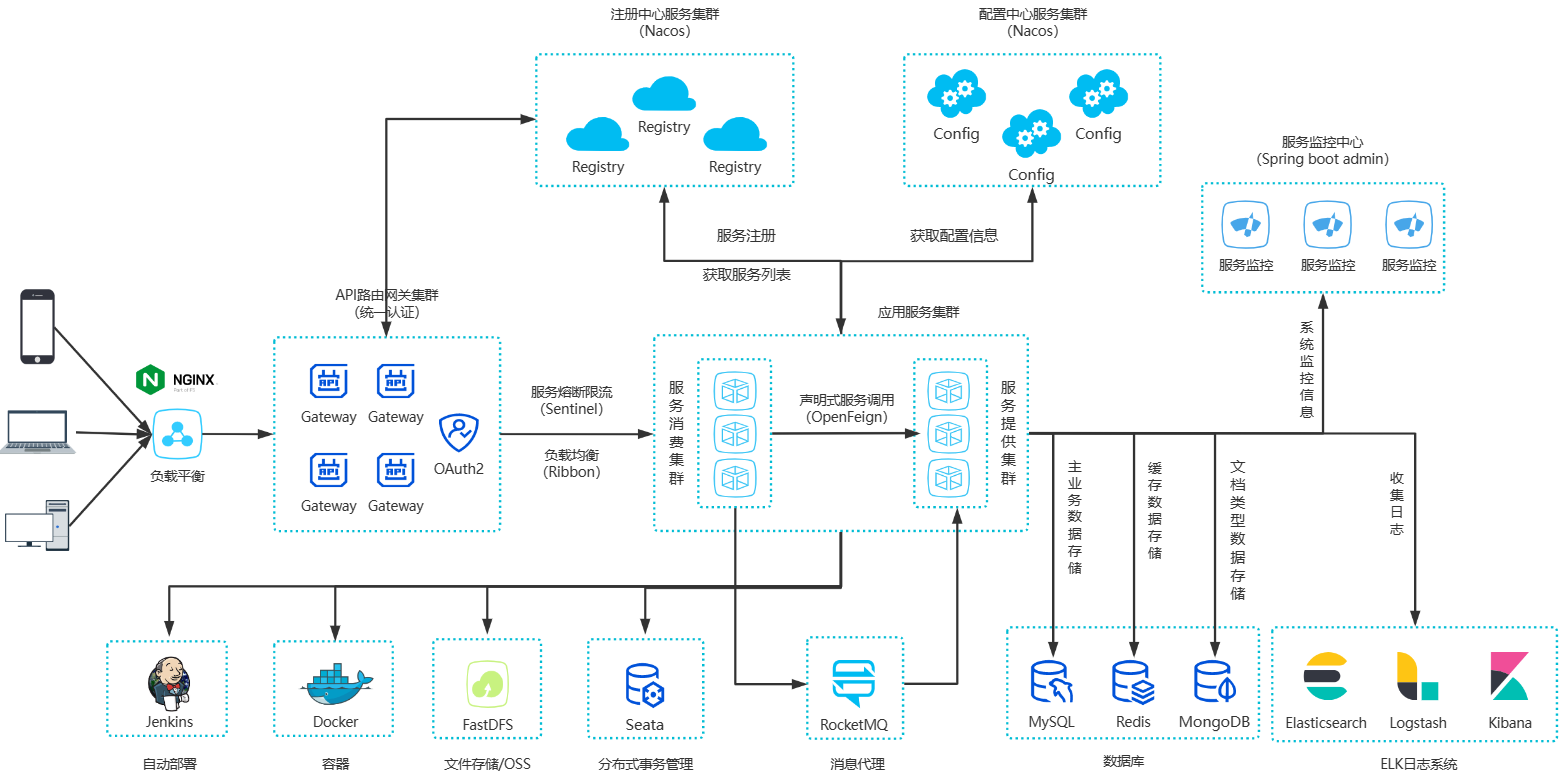 注册中心服务集群
(Nacos)
配置中心服务集群
(Nacos)
Registry
Registry
Registry
Config
Config
Config
服务监控中心
(Spring boot admin)
服务监控
服务监控
服务监控
服务注册
获取服务列表
获取配置信息
API路由网关集群
(统一认证)
应用服务集群
NGINX
Part of F5
负载平衡
Gateway
Gateway
Gateway
Gateway
API
API
API
API
OAuth2
服务熔断限流
(Sentinel)
负载均衡
(Ribbon)
服务消费集群
声明式服务调用
(OpenFeign)
服务提供集群
系统监控信息
主业务数据存储
缓存数据存储
文档类型数据存储
收集日志
Jenkins
Docker
FastDFS
Seata
RocketMQ
MySQL
Redis
MongoDB
Elasticsearch
Logstash
Kibana
自动部署
容器
文件存储/OSS
分布式事务管理
消息代理
数据库
ELK日志系统